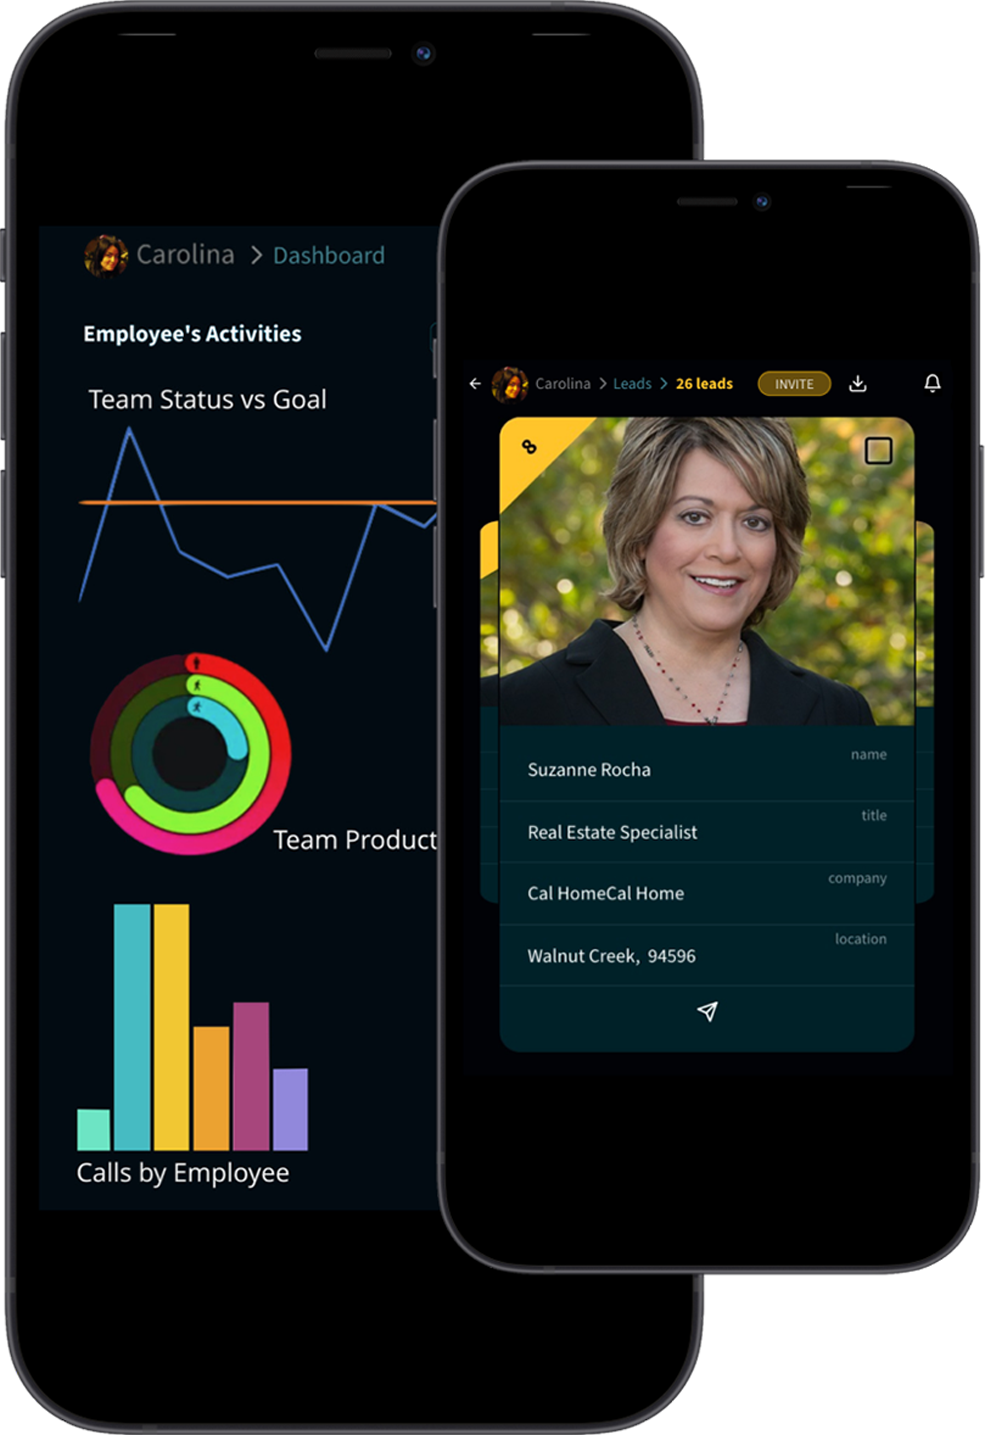 Carolina > Dashboard
Employee's Activities
Team Status vs Goal
Team Product
Calls by Employee
Carolina > Leads > 26 leads
INVITE
8
name
Suzanne Rocha
title
Real Estate Specialist
company
Cal HomeCal Home
location
Walnut Creek, 94596